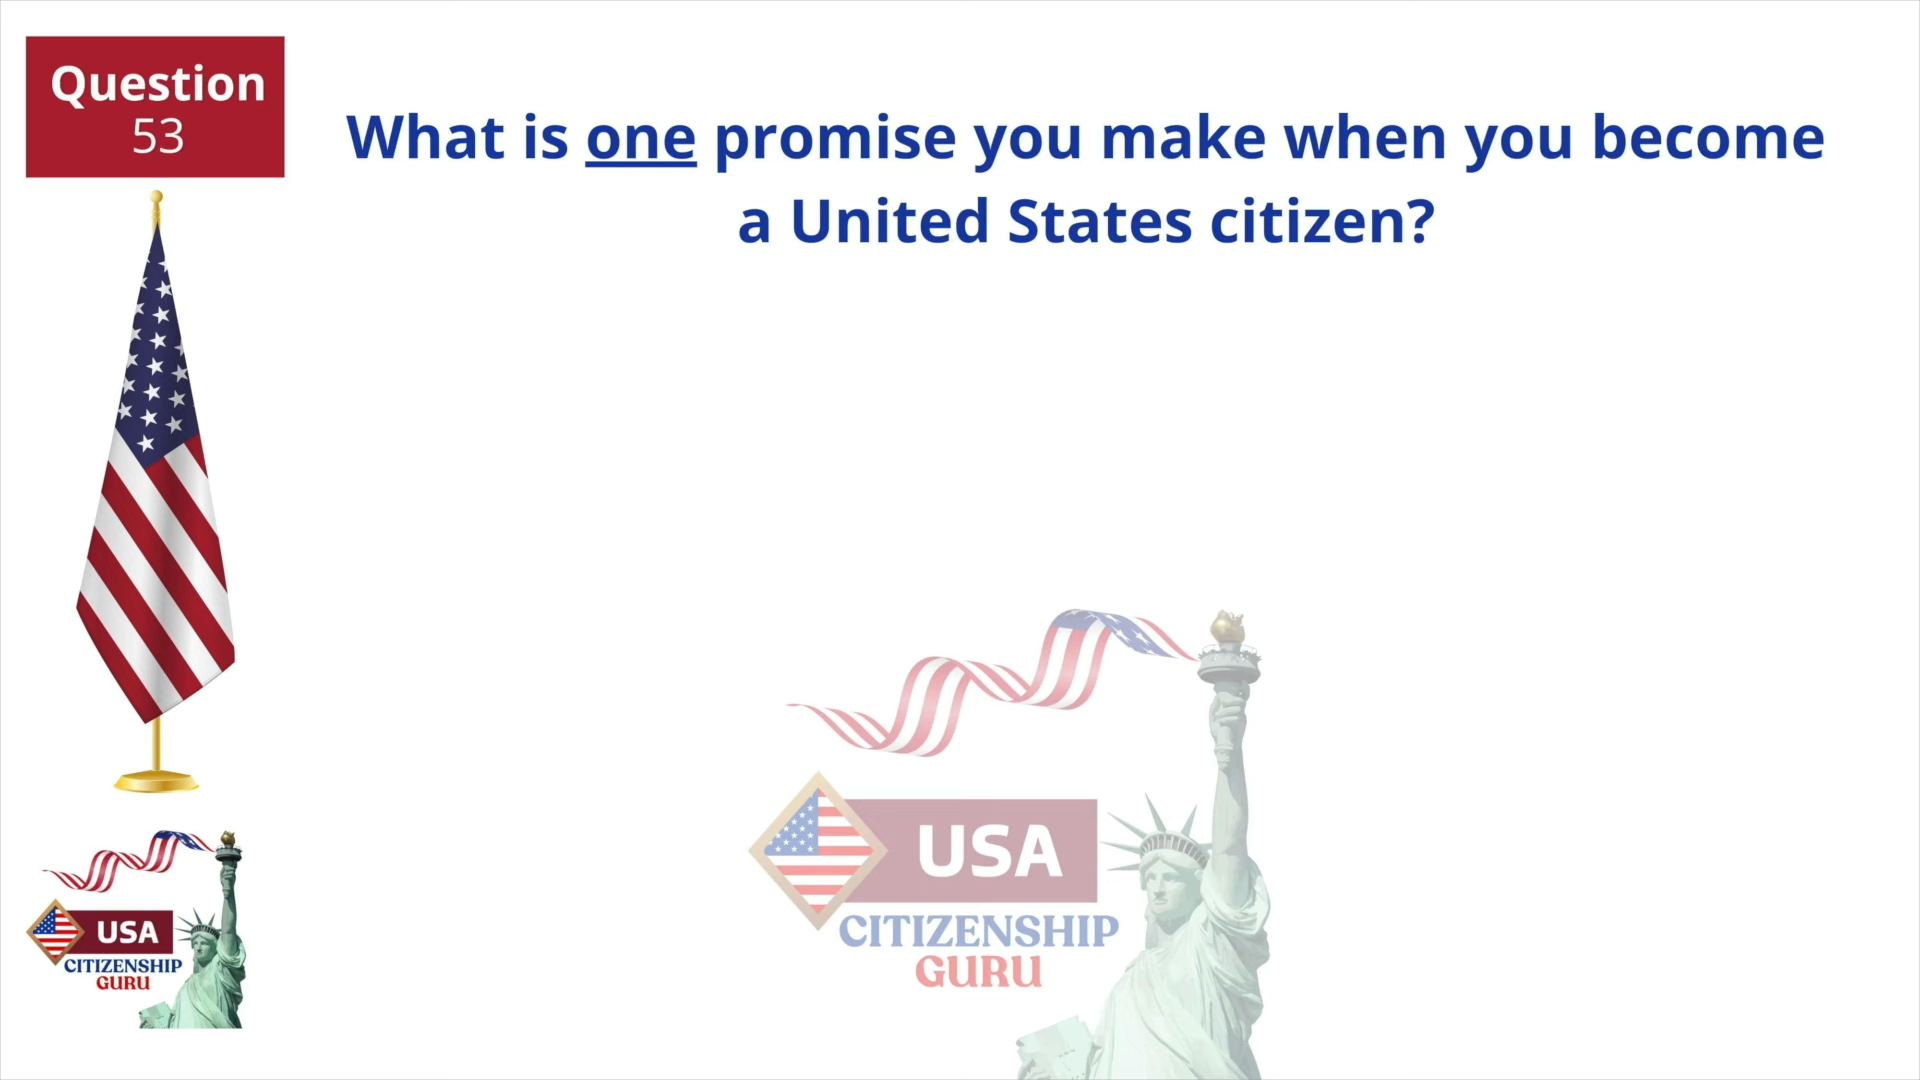 Question
53
What is one promise you make when you become
a United States citizen?
USA
CITIZENSHIP
GURU
USA
CITIZENSHIP
GURU